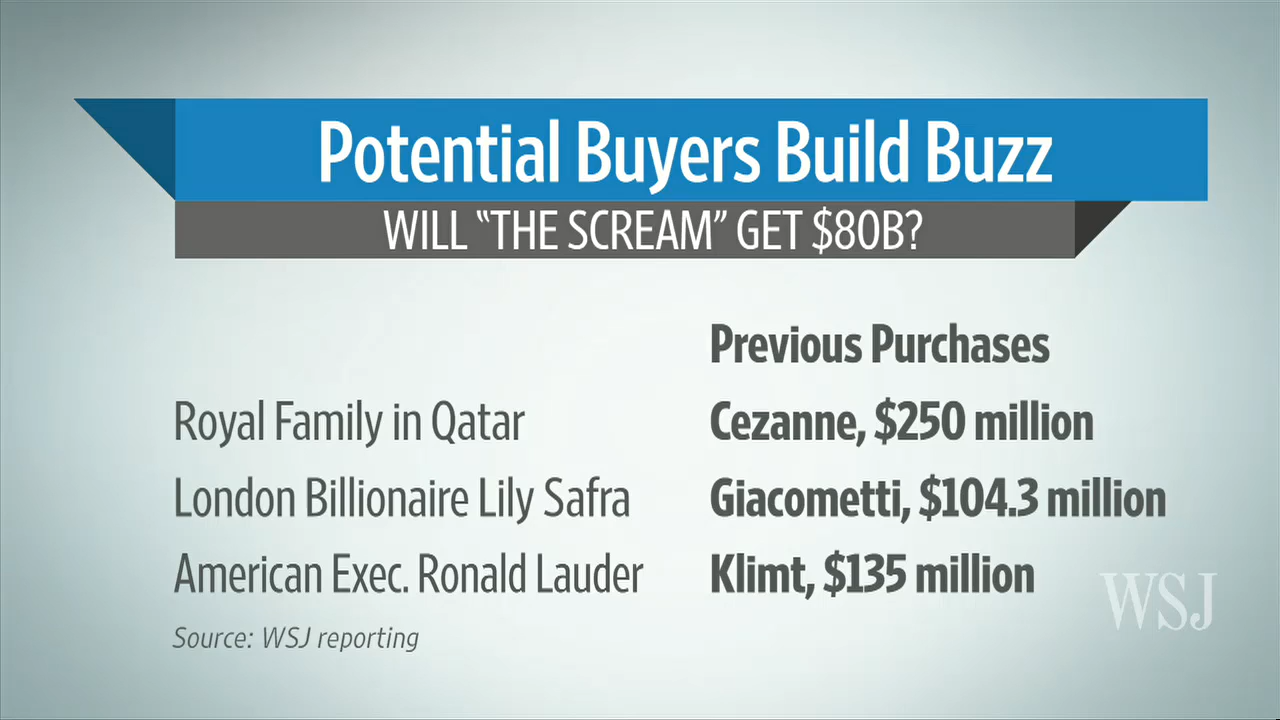 Potential Buyers Build Buzz
WILL “THE SCREAM” GET $80B?
Previous Purchases
Royal Family in Qatar Cezanne, $250 million
London Billionaire Lily Safra Giacometti, $104.3 million
American Exec. Ronald Lauder Klimt, $135 million
WSJ
Source: WSJ reporting